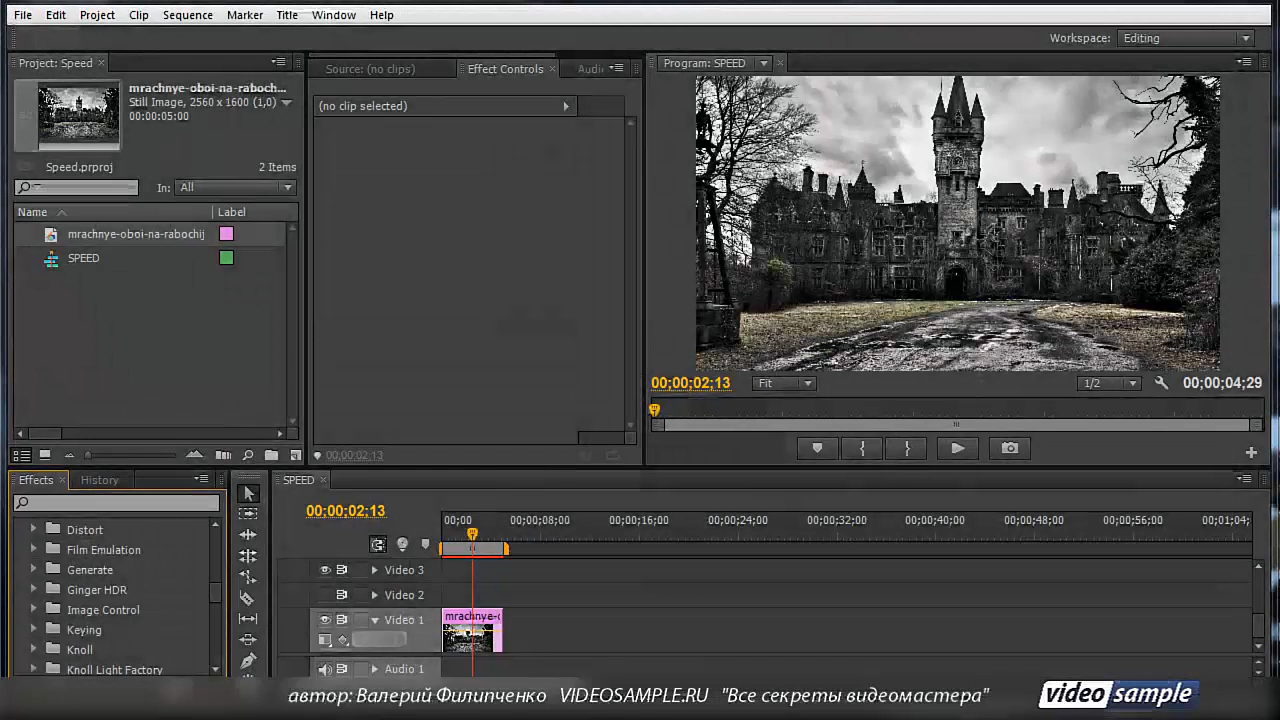 File Edit Project Clip Sequence Marker Title Window Help
Workspace: Editing
Project: Speed
mrachnye-oboi-na-raboch...
Still Image, 2560 x 1600 (1,0)
00;00;05;00
Speed.prproj 2 Items
In: All
Name Label
mrachnye-oboi-na-rabochij
SPEED
Source: (no clips) Effect Controls Audi
(no clip selected)
00;00;02;13
Program: SPEED
00;00;02;13 Fit 1/2 00;00;04;29
Effects History
Distort
Film Emulation
Generate
Ginger HDR
Image Control
Keying
Knoll
Knoll Light Factory
SPEED
00;00;02;13
00;00 00;00;08;00 00;00;16;00 00;00;24;00 00;00;32;00 00;00;40;00 00;00;48;00 00;00;56;00 00;01;04;
Video 3
Video 2
Video 1
mrachnye-o
Audio 1
автор: Валерий Филипченко VIDEOSAMPLE.RU "Все секреты видеомастера"
video sample